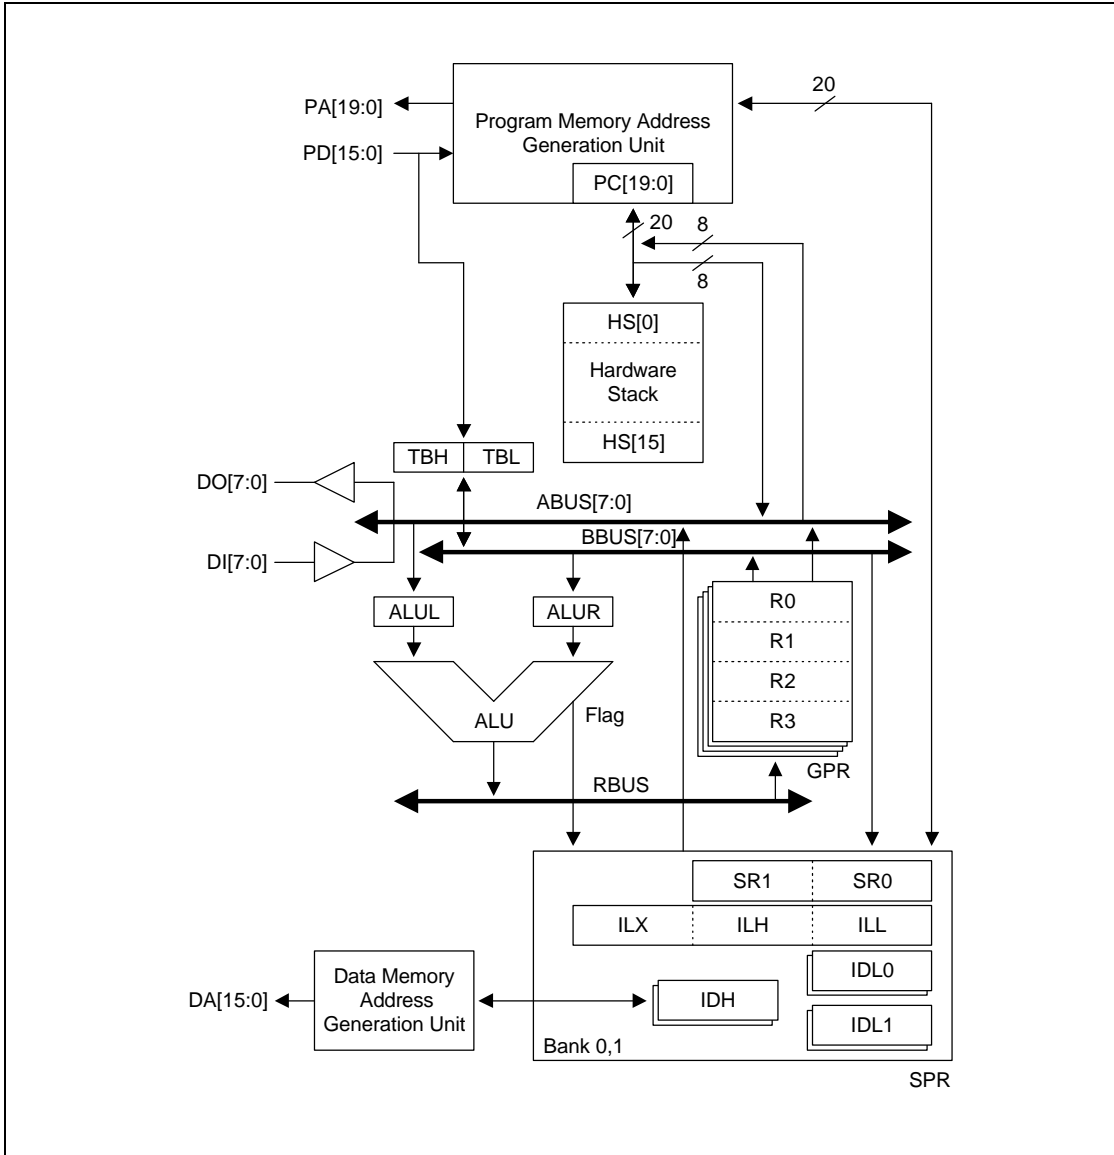 20
PA[19:0]
Program Memory Address
Generation Unit
PD[15:0]
PC[19:0]
20
8
8
HS[0]
Hardware
Stack
HS[15]
TBH
TBL
DO[7:0]
ABUS[7:0]
BBUS[7:0]
DI[7:0]
ALUL
ALUR
R0
R1
R2
R3
ALU
Flag
GPR
RBUS
SR1
SR0
ILX
ILH
ILL
IDL0
Data Memory
Address
Generation Unit
DA[15:0]
IDH
IDL1
Bank 0,1
SPR